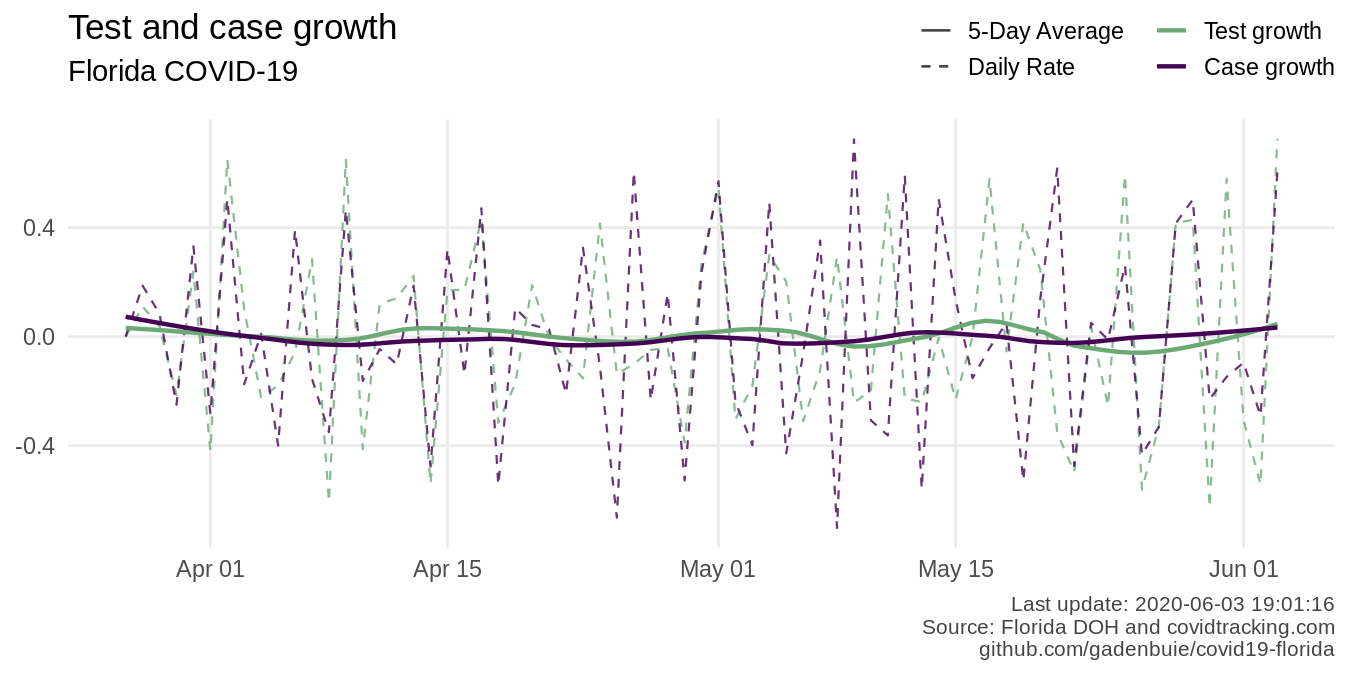 Test and case growth
Florida COVID-19
5-Day Average
Test growth
Daily Rate
Case growth
0.4
0.0
-0.4
Apr 01
Apr 15
May 01
May 15
Jun 01
Last update: 2020-06-03 19:01:16
Source: Florida DOH and covidtracking.com
github.com/gadenbuie/covid19-florida